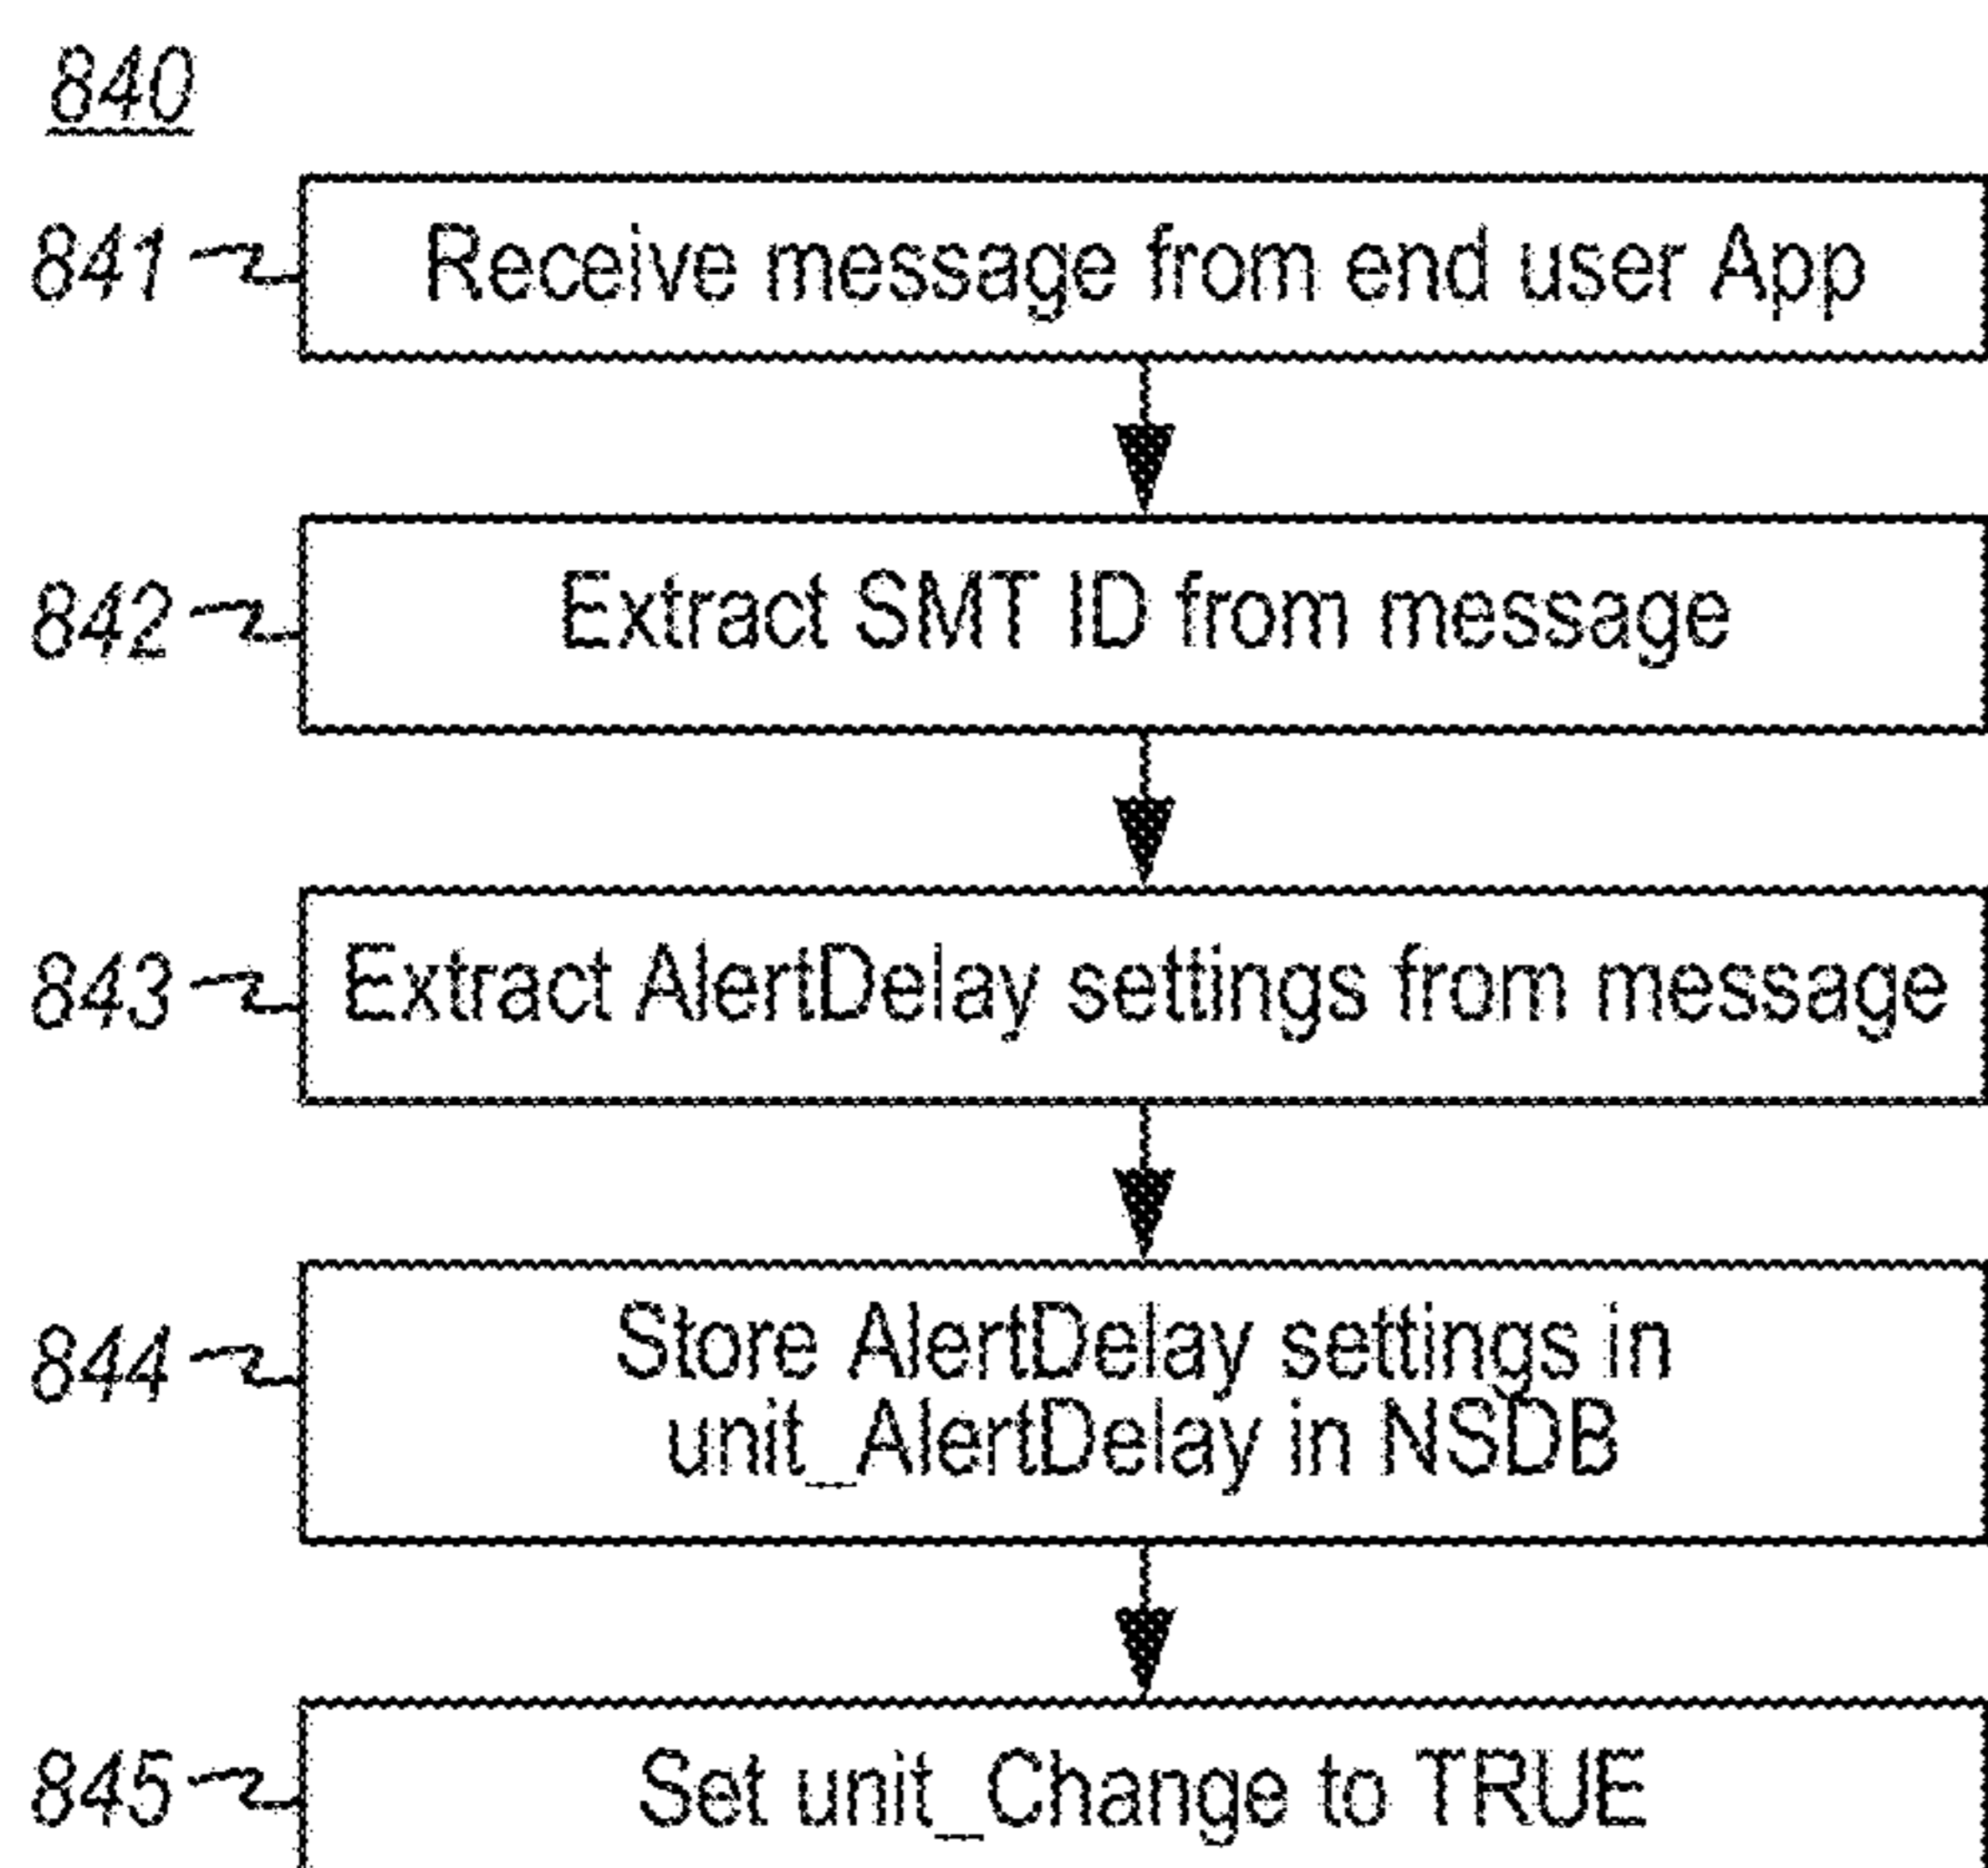 840
841 Receive message from end user App
842 Extract SMT ID from message
843 Extract AlertDelay settings from message
844 Store AlertDelay settings in
unit_AlertDelay in NSDB
845 Set unit_Change to TRUE